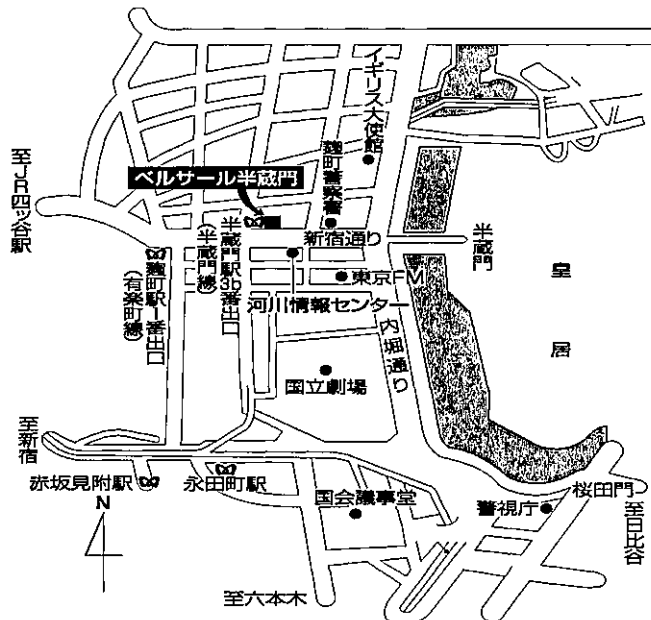 イギリス大使館
麹町警察署
至JR四ツ谷駅
ベルサール半蔵門
半蔵門
新宿通り
半蔵門駅3b番出口
(半蔵門線)
麹町駅1番出口
(有楽町線)
東京FM
河川情報センター
皇居
内堀通り
国立劇場
至新宿
赤坂見附駅
永田町駅
国会議事堂
警視庁
桜田門
至日比谷
N
至六本木